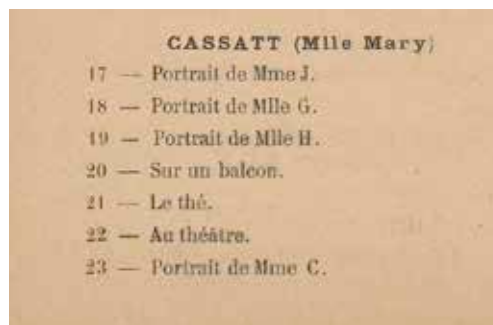 CASSATT (Mlle Mary)
17 — Portrait de Mme J.
18 — Portrait de Mlle G.
19 — Portrait de Mlle H.
20 — Sur un balcon.
21 — Le thé.
22 — Au théâtre.
23 — Portrait de Mme C.